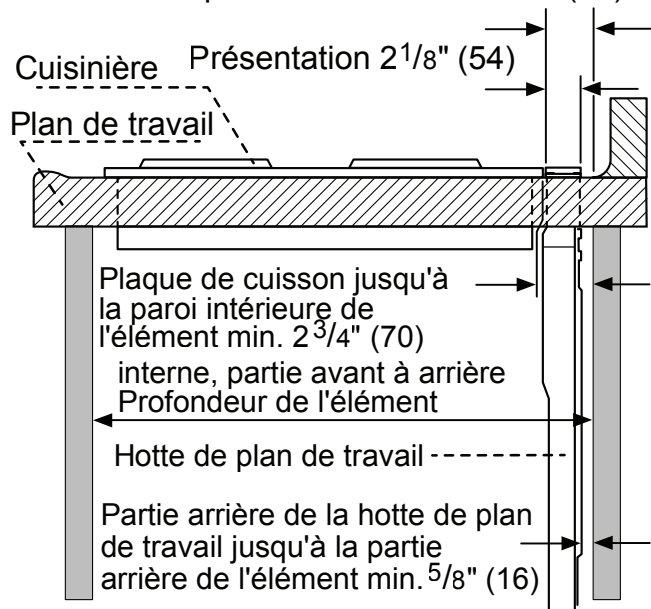 Présentation 2 1/8" (54)
Cuisinière
Plan de travail
Plaque de cuisson jusqu'à
la paroi intérieure de
l'élément min. 2 3/4" (70)
interne, partie avant à arrière
Profondeur de l'élément
Hotte de plan de travail
Partie arrière de la hotte de plan
de travail jusqu'à la partie
arrière de l'élément min. 5/8" (16)